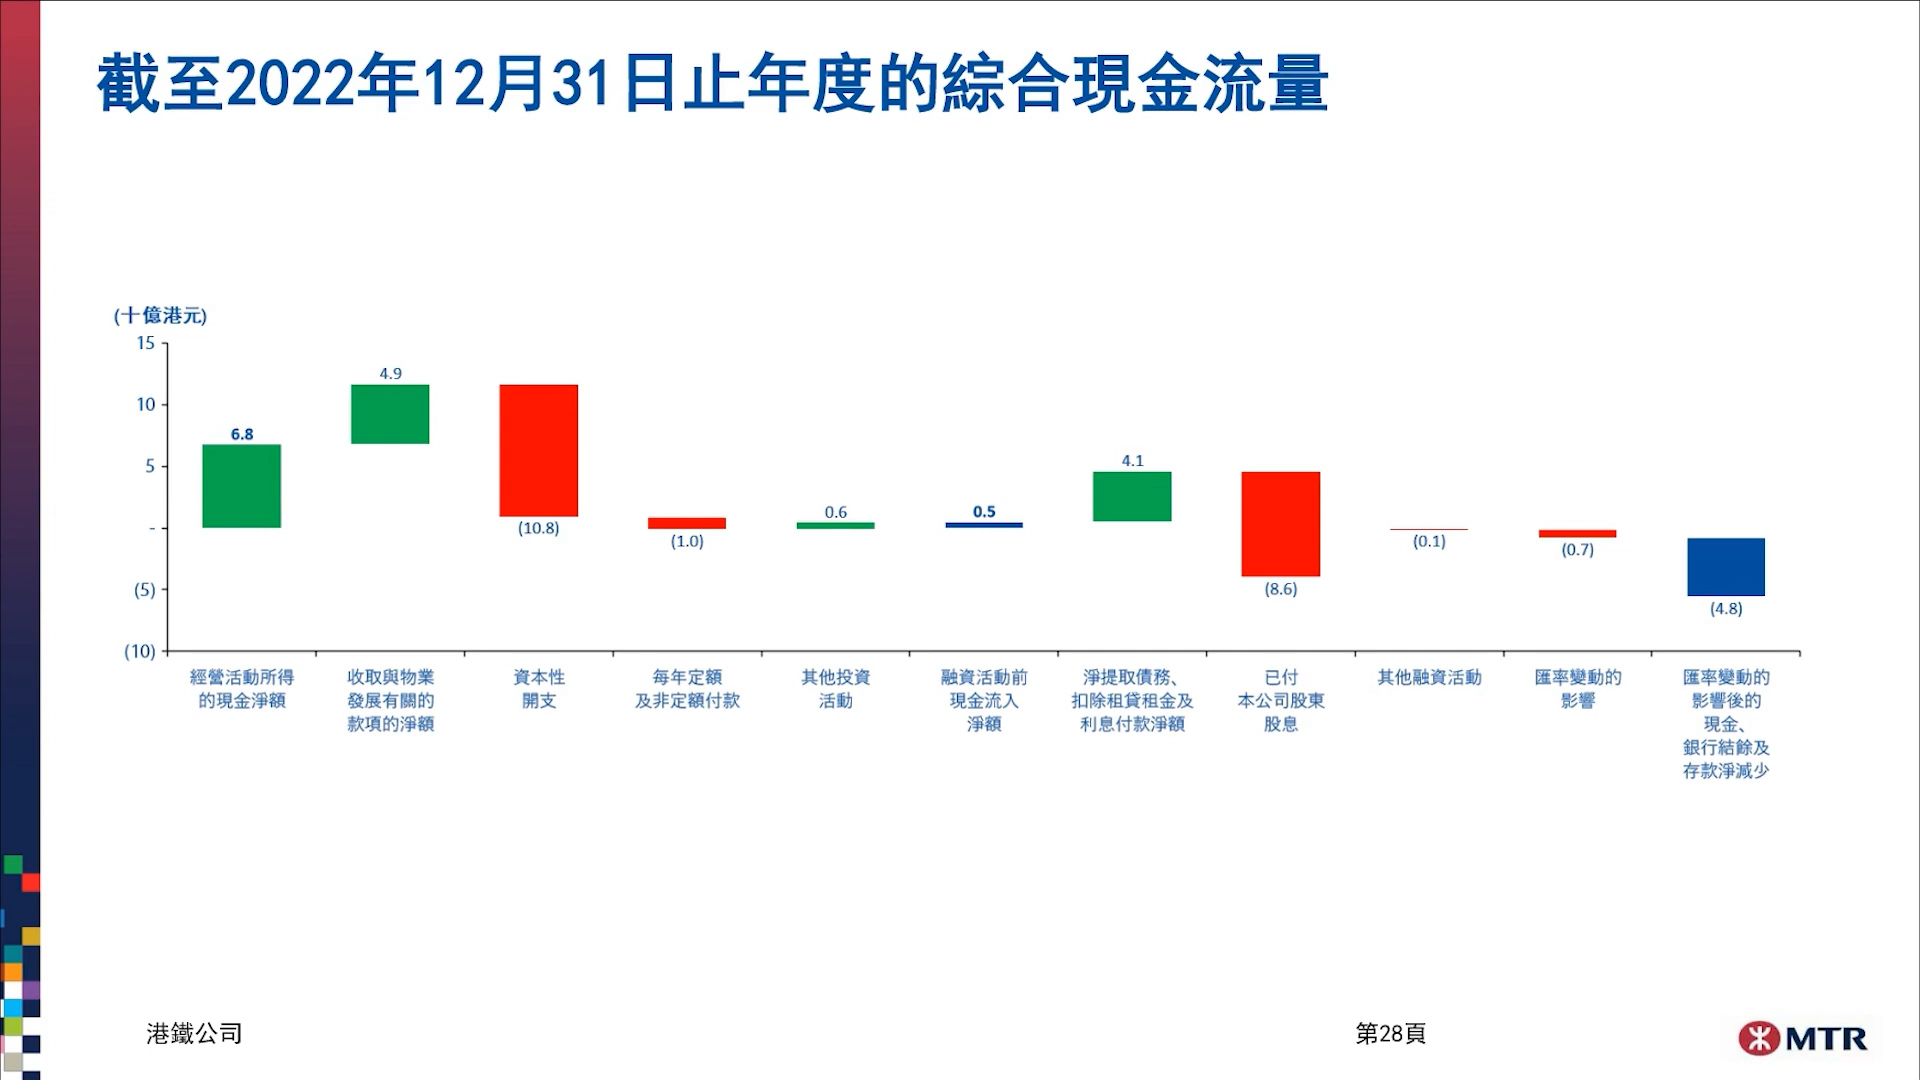 截至2022年12月31日止年度的綜合現金流量
(十億港元)
15
10
5
-
(5)
(10)
6.8
4.9
(10.8)
(1.0)
0.6
0.5
4.1
(8.6)
(0.1)
(0.7)
(4.8)
經營活動所得
的現金淨額
收取與物業
發展有關的
款項的淨額
資本性
開支
每年定額
及非定額付款
其他投資
活動
融資活動前
現金流入
淨額
淨提取債務、
扣除租貸租金及
利息付款淨額
已付
本公司股東
股息
其他融資活動
匯率變動的
影響
匯率變動的
影響後的
現金、
銀行結餘及
存款淨減少
港鐵公司
第28頁
MTR